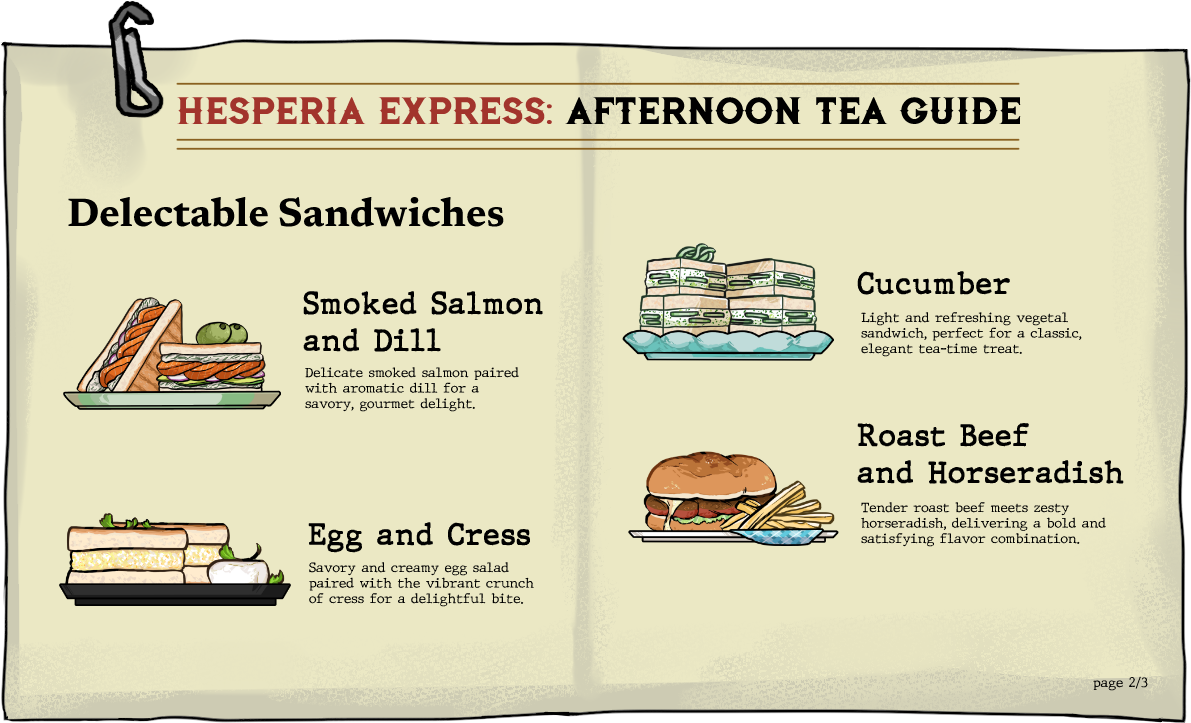 HESPERIA EXPRESS: AFTERNOON TEA GUIDE
Delectable Sandwiches
Smoked Salmon
and Dill
Delicate smoked salmon paired
with aromatic dill for a
savory, gourmet delight.
Egg and Cress
Savory and creamy egg salad
paired with the vibrant crunch
of cress for a delightful bite.
Cucumber
Light and refreshing vegetal
sandwich, perfect for a classic,
elegant tea-time treat.
Roast Beef
and Horseradish
Tender roast beef meets zesty
horseradish, delivering a bold and
satisfying flavor combination.
page 2/3